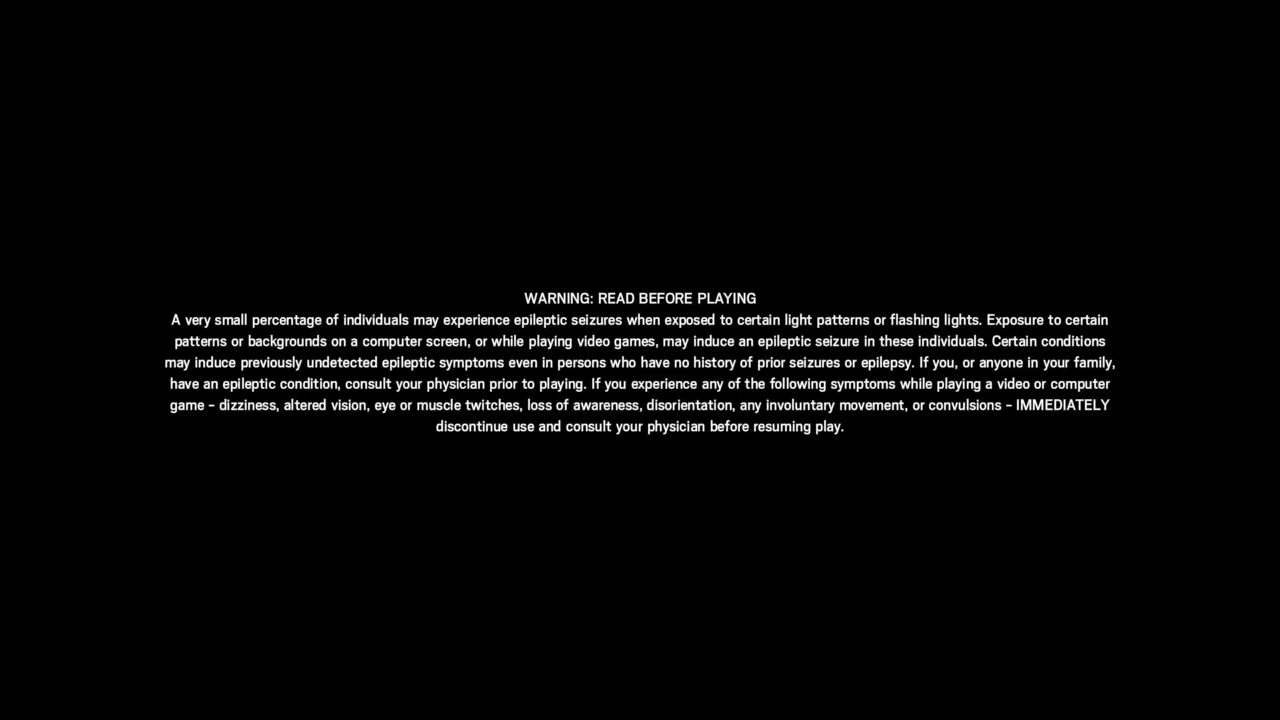 WARNING: READ BEFORE PLAYING
A very small percentage of individuals may experience epileptic seizures when exposed to certain light patterns or flashing lights. Exposure to certain
patterns or backgrounds on a computer screen, or while playing video games, may induce an epileptic seizure in these individuals. Certain conditions
may induce previously undetected epileptic symptoms even in persons who have no history of prior seizures or epilepsy. If you, or anyone in your family,
have an epileptic condition, consult your physician prior to playing. If you experience any of the following symptoms while playing a video or computer
game – dizziness, altered vision, eye or muscle twitches, loss of awareness, disorientation, any involuntary movement, or convulsions – IMMEDIATELY
discontinue use and consult your physician before resuming play.